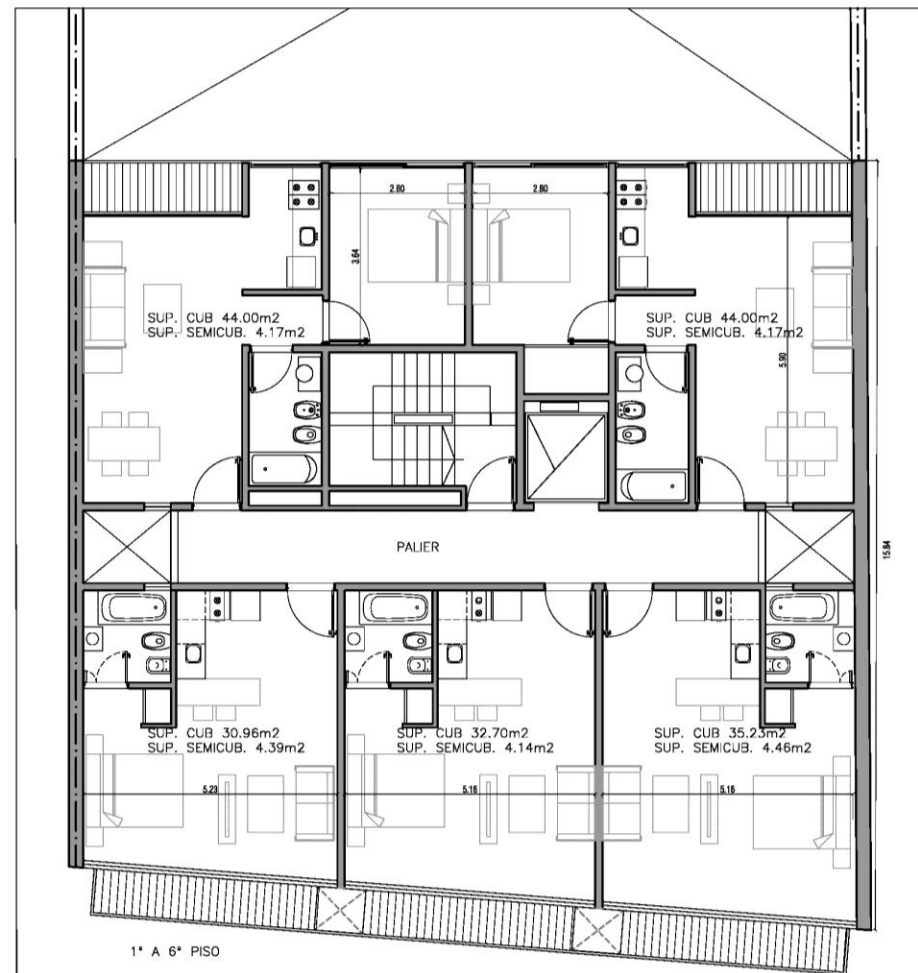 2.80
2.80
3.64
SUP. CUB 44.00m2
SUP. SEMICUB. 4.17m2
SUP. CUB 44.00m2
SUP. SEMICUB. 4.17m2
5.90
PALIER
15.84
SUP. CUB 30.96m2
SUP. SEMICUB. 4.39m2
SUP. CUB 32.70m2
SUP. SEMICUB. 4.14m2
SUP. CUB 35.23m2
SUP. SEMICUB. 4.46m2
5.23
5.16
5.16
1° A 6° PISO